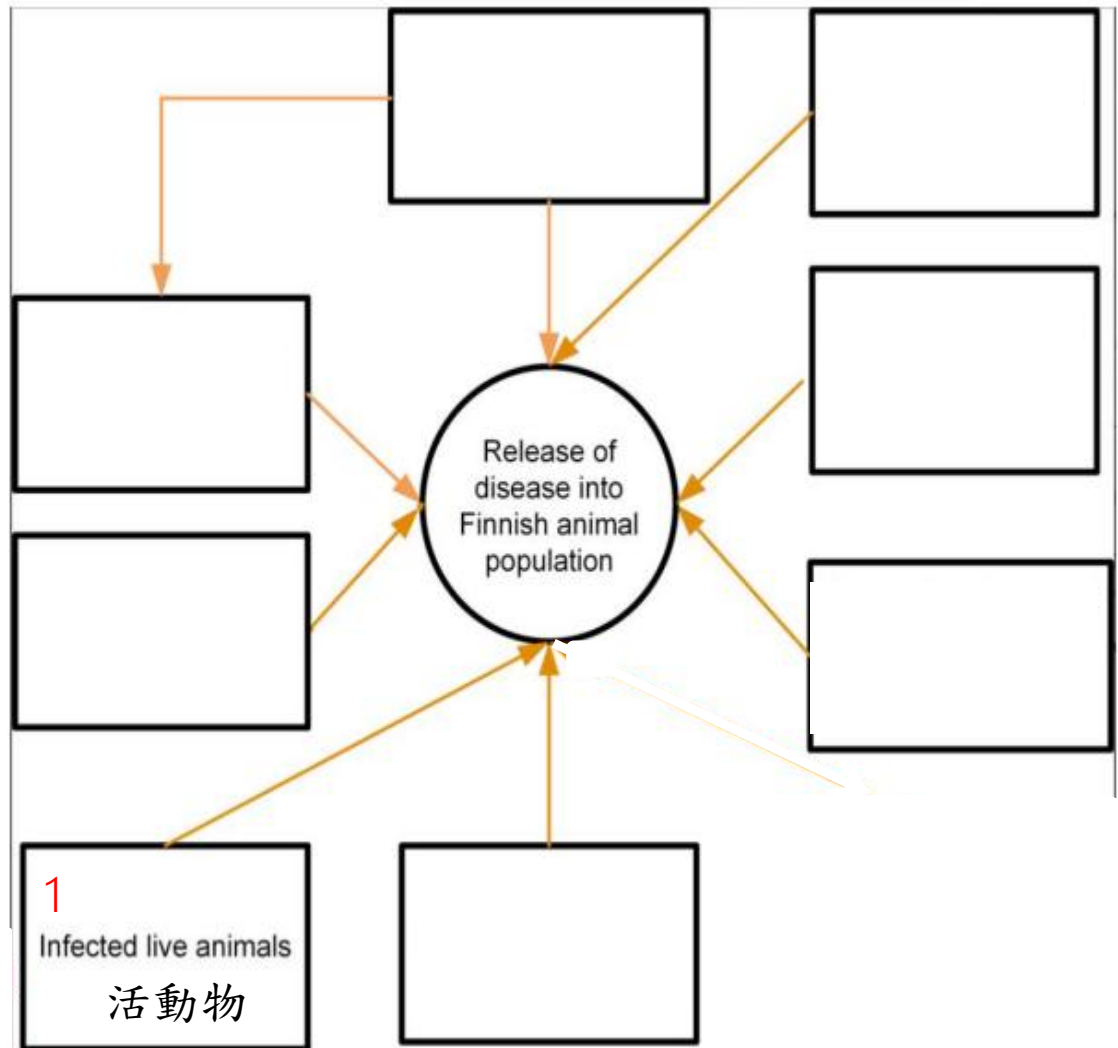 Release of
disease into
Finnish animal
population
1
Infected live animals
活動物